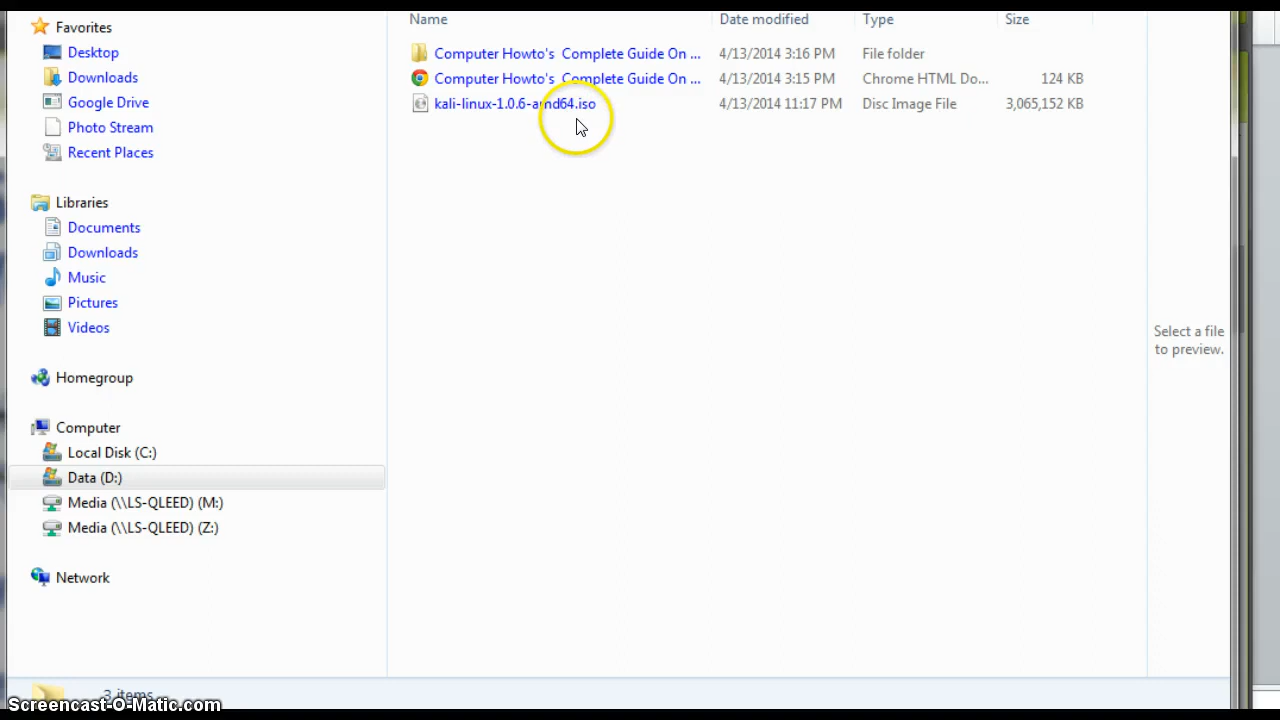 Favorites
Desktop
Downloads
Google Drive
Photo Stream
Recent Places
Libraries
Documents
Downloads
Music
Pictures
Videos
Homegroup
Computer
Local Disk (C:)
Data (D:)
Media (\\LS-QLEED) (M:)
Media (\\LS-QLEED) (Z:)
Network
Name Date modified Type Size
Computer Howto's Complete Guide On ... 4/13/2014 3:16 PM File folder
Computer Howto's Complete Guide On ... 4/13/2014 3:15 PM Chrome HTML Do... 124 KB
kali-linux-1.0.6-amd64.iso 4/13/2014 11:17 PM Disc Image File 3,065,152 KB
Select a file
to preview.
3 items
Screencast-O-Matic.com